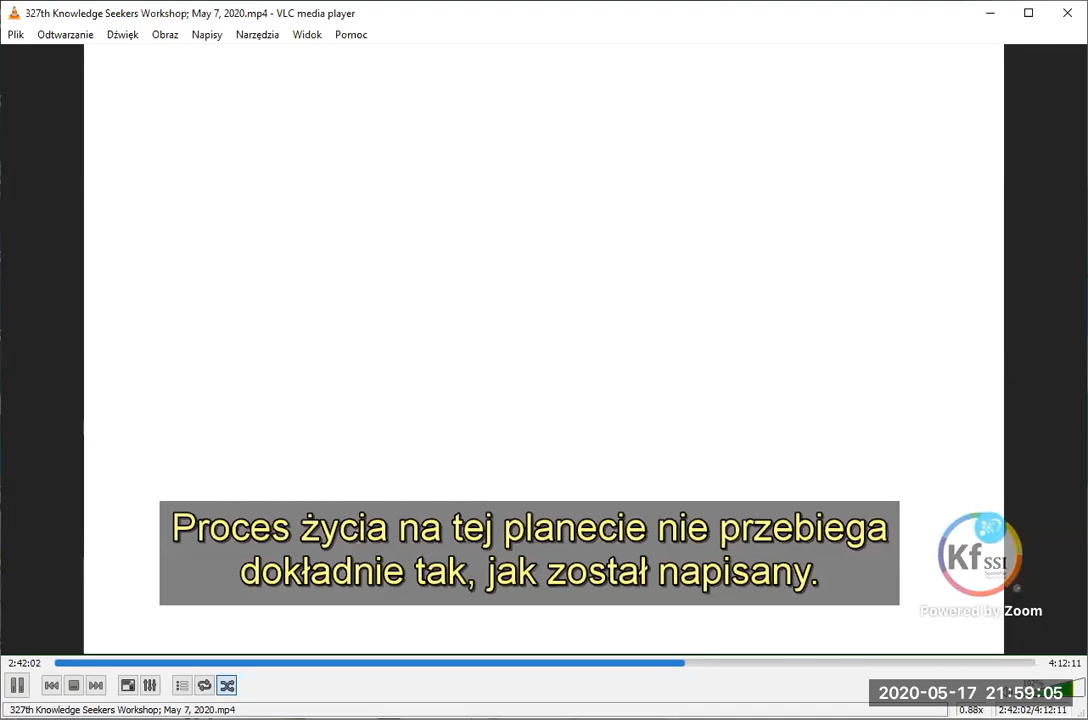 327th Knowledge Seekers Workshop; May 7, 2020.mp4 - VLC media player
Plik Odtwarzanie Dźwięk Obraz Napisy Narzędzia Widok Pomoc
Proces życia na tej planecie nie przebiega
dokładnie tak, jak został napisany.
Kf SSI
Powered by Zoom
2:42:02 4:12:11
2020-05-17 21:59:05
327th Knowledge Seekers Workshop; May 7, 2020.mp4 0.88x 2:42:02/4:12:11